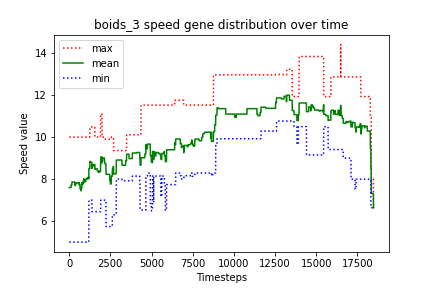 boids_3 speed gene distribution over time
max
mean
min
14
12
10
8
6
Speed value
0
2500
5000
7500
10000
12500
15000
17500
Timesteps